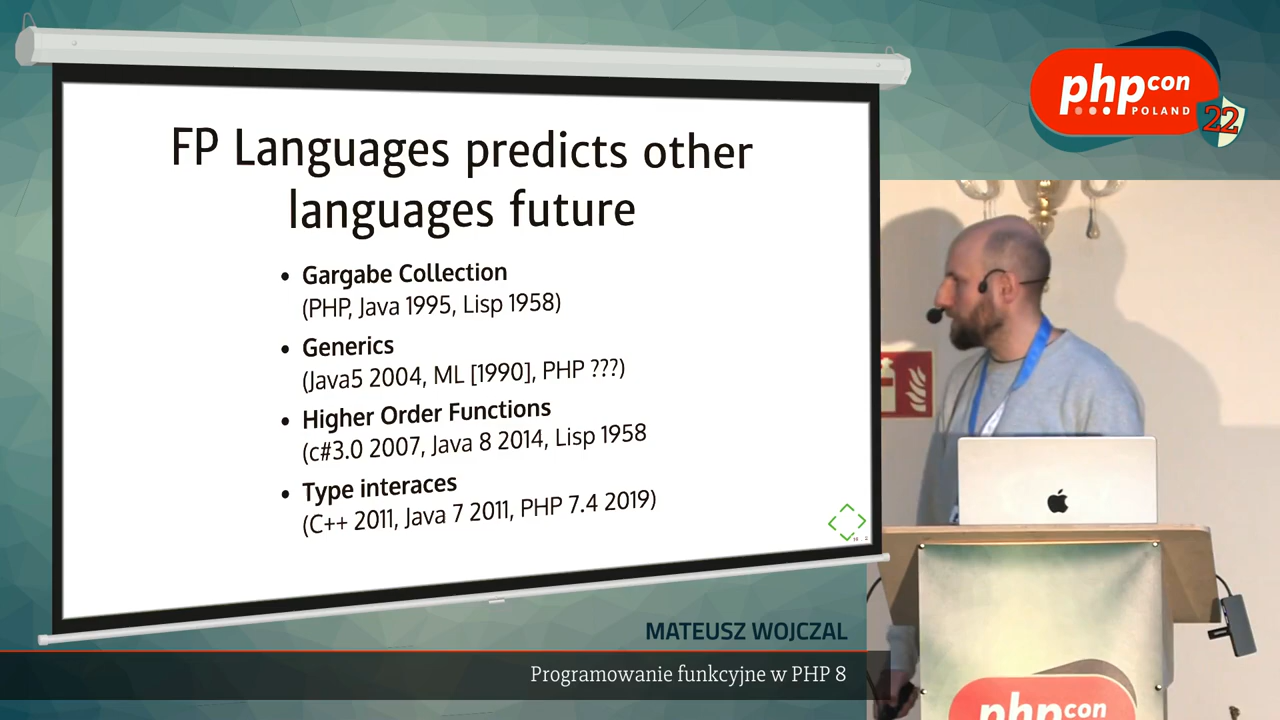 FP Languages predicts other
languages future
• Gargabe Collection
(PHP, Java 1995, Lisp 1958)
• Generics
(Java5 2004, ML [1990], PHP ???)
• Higher Order Functions
(c#3.0 2007, Java 8 2014, Lisp 1958
• Type interaces
(C++ 2011, Java 7 2011, PHP 7.4 2019)
phpcon
POLAND
22
MATEUSZ WOJCZAL
Programowanie funkcyjne w PHP 8
phpcon